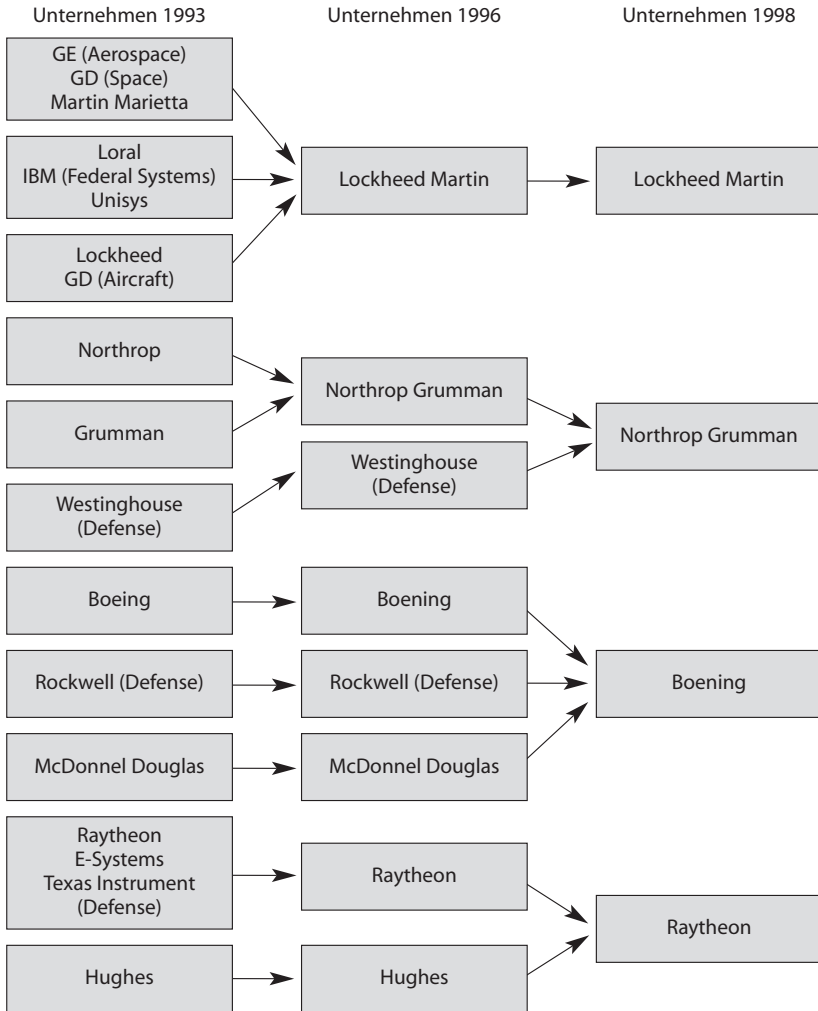 Unternehmen 1993
Unternehmen 1996
Unternehmen 1998
GE (Aerospace)
GD (Space)
Martin Marietta
Loral
IBM (Federal Systems)
Unisys
Lockheed
GD (Aircraft)
Lockheed Martin
Lockheed Martin
Northrop
Grumman
Westinghouse
(Defense)
Northrop Grumman
Westinghouse
(Defense)
Northrop Grumman
Boeing
Boening
Rockwell (Defense)
Rockwell (Defense)
McDonnel Douglas
McDonnel Douglas
Boening
Raytheon
E-Systems
Texas Instrument
(Defense)
Raytheon
Hughes
Hughes
Raytheon